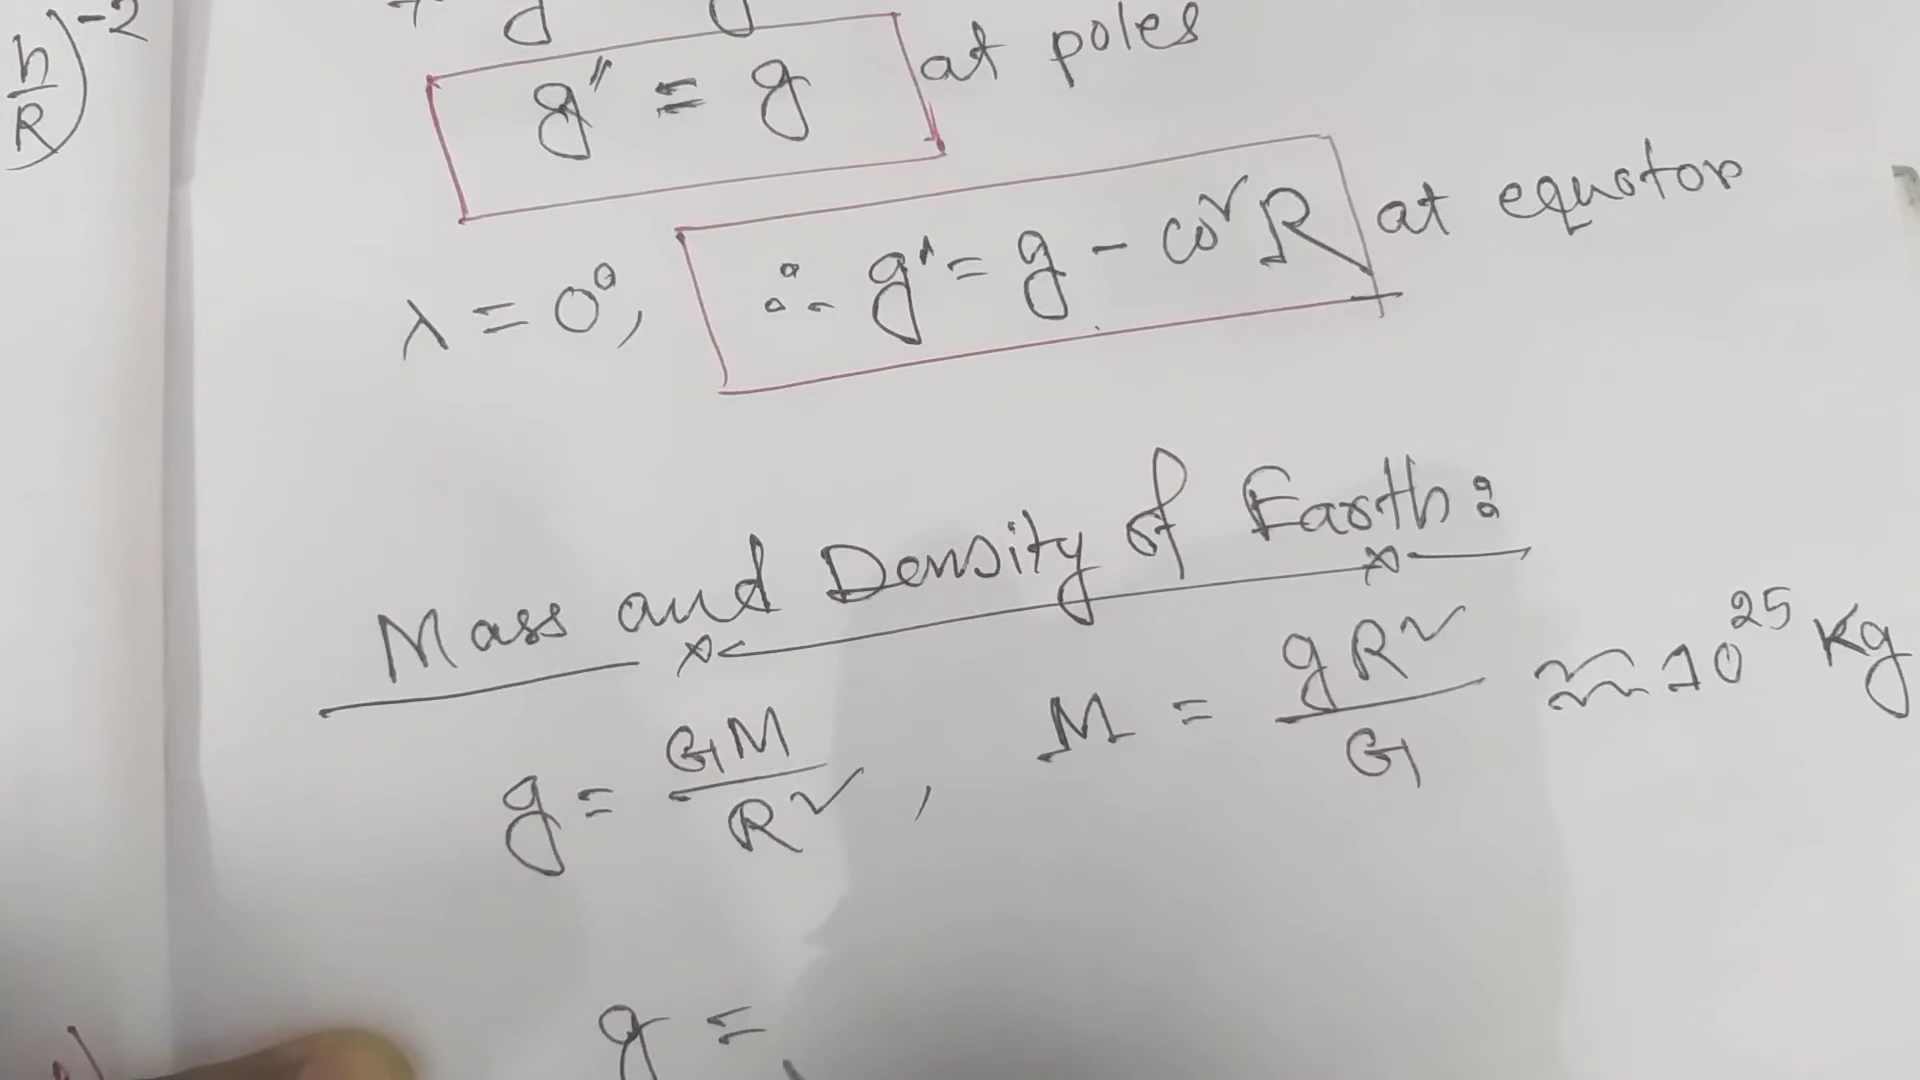 (h/R)^-2
g'' = g at poles
λ = 0°, ∴ g' = g - ω²R at equator
Mass and Density of Earth:
g = GM/R², M = gR²/G ≈ 10^25 Kg
g =